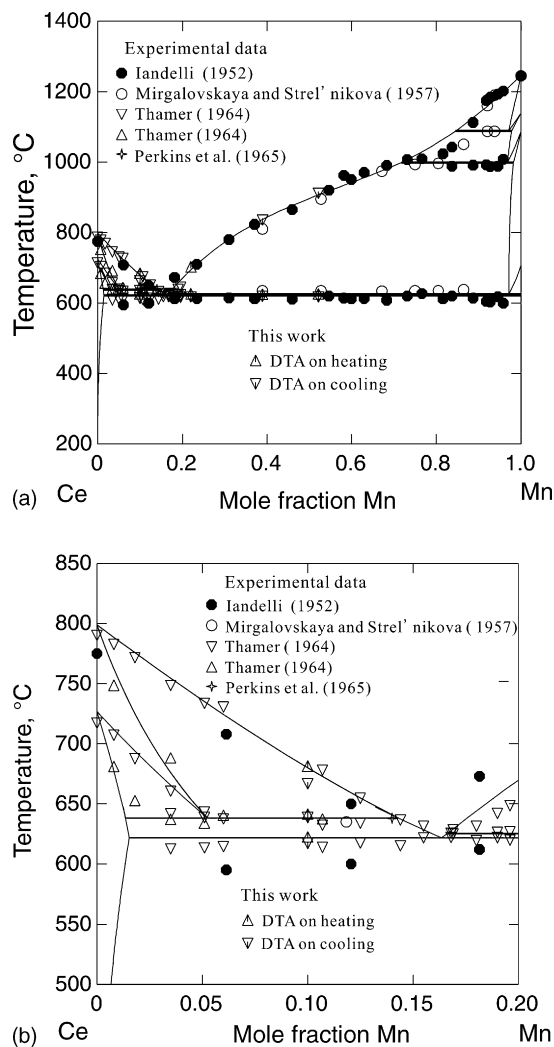 1400
1200
1000
800
600
400
200
Temperature, °C
Experimental data
Iandelli (1952)
Mirgalovskaya and Strel' nikova (1957)
Thamer (1964)
Thamer (1964)
Perkins et al. (1965)
This work
DTA on heating
DTA on cooling
0 0.2 0.4 0.6 0.8 1.0
(a) Ce Mole fraction Mn Mn
850
800
750
700
650
600
550
500
Temperature, °C
Experimental data
Iandelli (1952)
Mirgalovskaya and Strel' nikova (1957)
Thamer (1964)
Thamer (1964)
Perkins et al. (1965)
This work
DTA on heating
DTA on cooling
0 0.05 0.10 0.15 0.20
(b) Ce Mole fraction Mn Mn